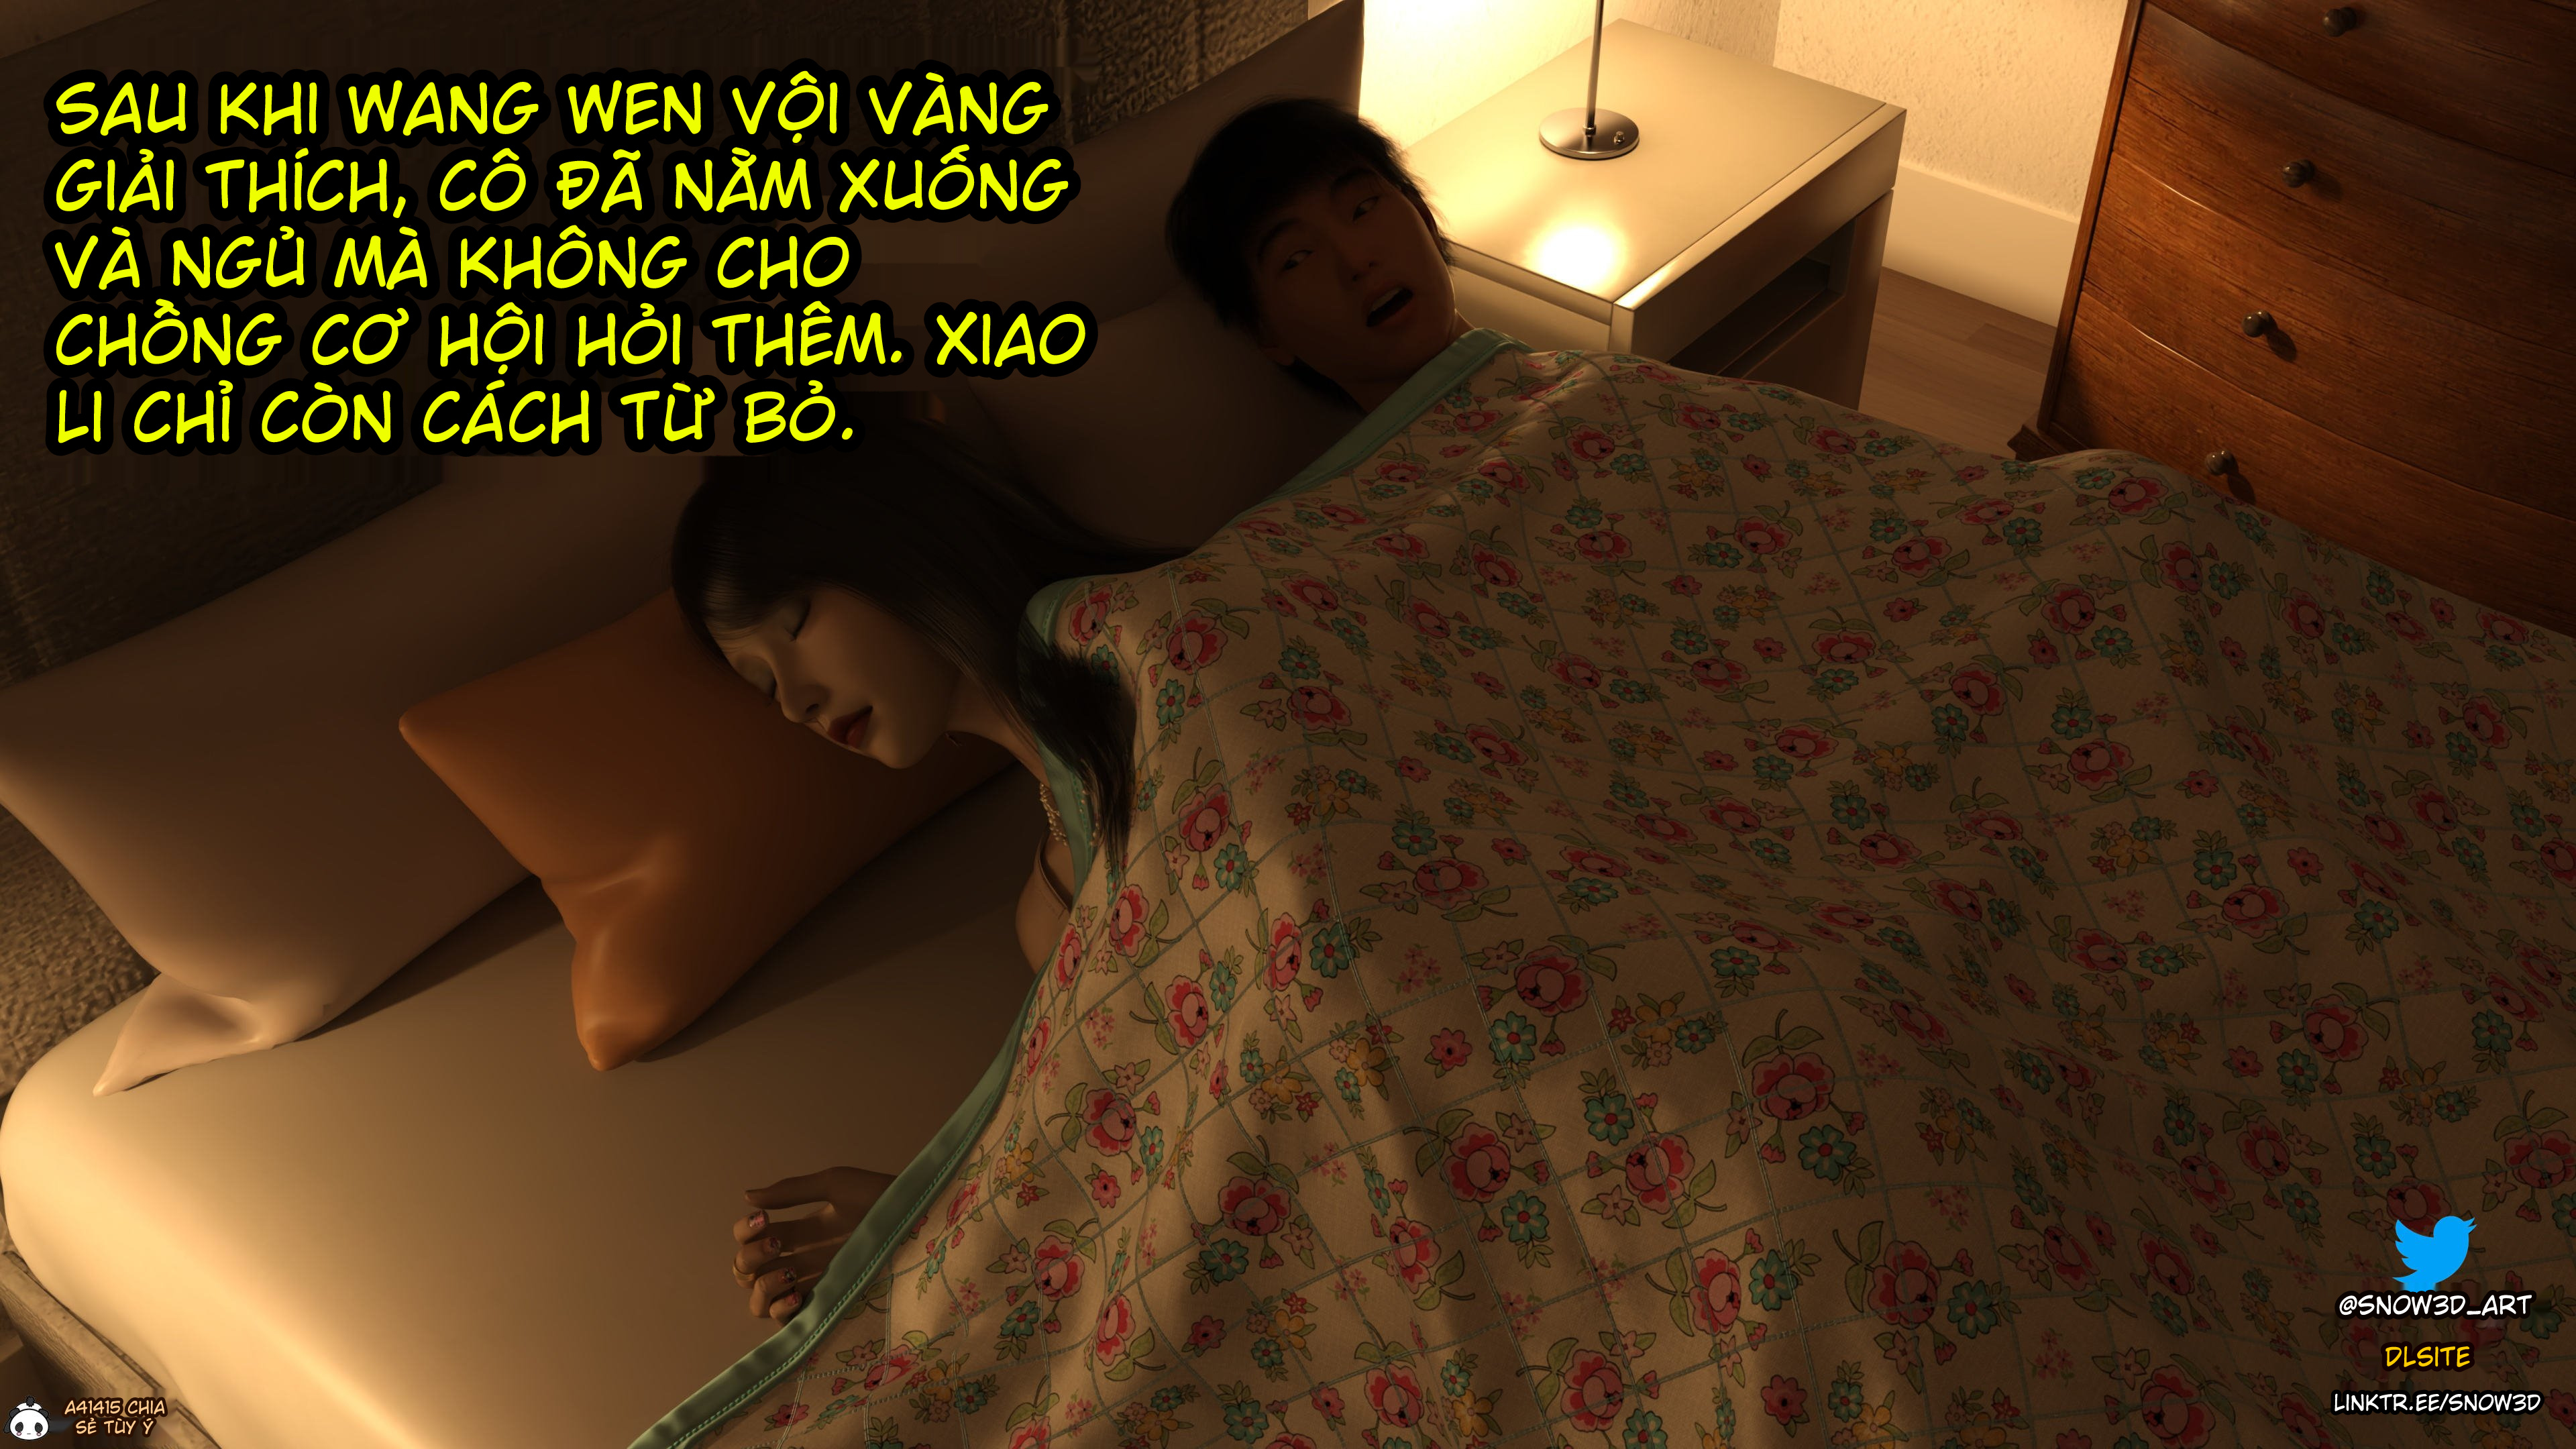 SAU KHI WANG WEN VỘI VÀNG
GIẢI THÍCH, CÔ ĐÃ NẰM XUỐNG
VÀ NGỦ MÀ KHÔNG CHO
CHỒNG CƠ HỘI HỎI THÊM. XIAO
LI CHỈ CÒN CÁCH TỪ BỎ.
@SNOW3D_ART
DLSITE
LINKTR.EE/SNOW3D
A41415 CHIA
SẺ TÙY Ý